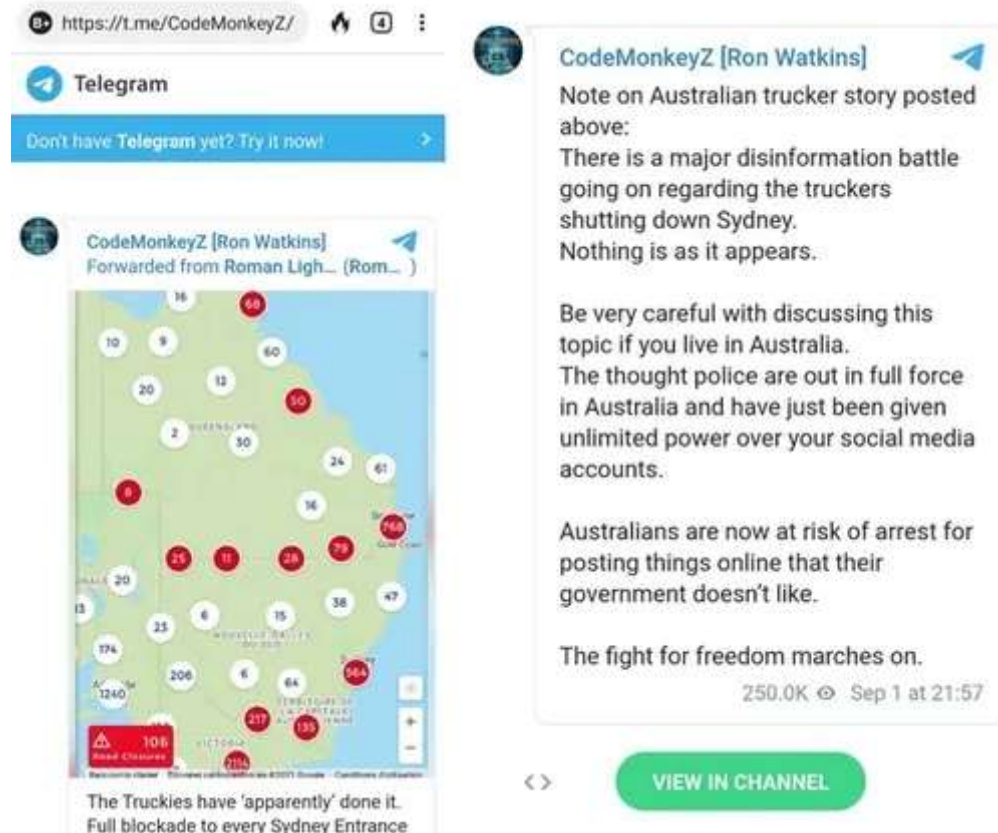 https://t.me/CodeMonkeyZ/
4
Telegram
Don't have Telegram yet? Try it now!
CodeMonkeyZ [Ron Watkins]
Forwarded from Roman Ligh... (Rom... )
16
68
10
9
60
20
50
2
30
24
61
8
16
768
25
11
28
79
20
38
47
6
15
23
174
206
6
64
564
1240
217
135
VICTORIA
106
Road Closures
2114
The Truckies have 'apparently' done it.
Full blockade to every Sydney Entrance
CodeMonkeyZ [Ron Watkins]
Note on Australian trucker story posted
above:
There is a major disinformation battle
going on regarding the truckers
shutting down Sydney.
Nothing is as it appears.
Be very careful with discussing this
topic if you live in Australia.
The thought police are out in full force
in Australia and have just been given
unlimited power over your social media
accounts.
Australians are now at risk of arrest for
posting things online that their
government doesn't like.
The fight for freedom marches on.
250.0K Sep 1 at 21:57
VIEW IN CHANNEL